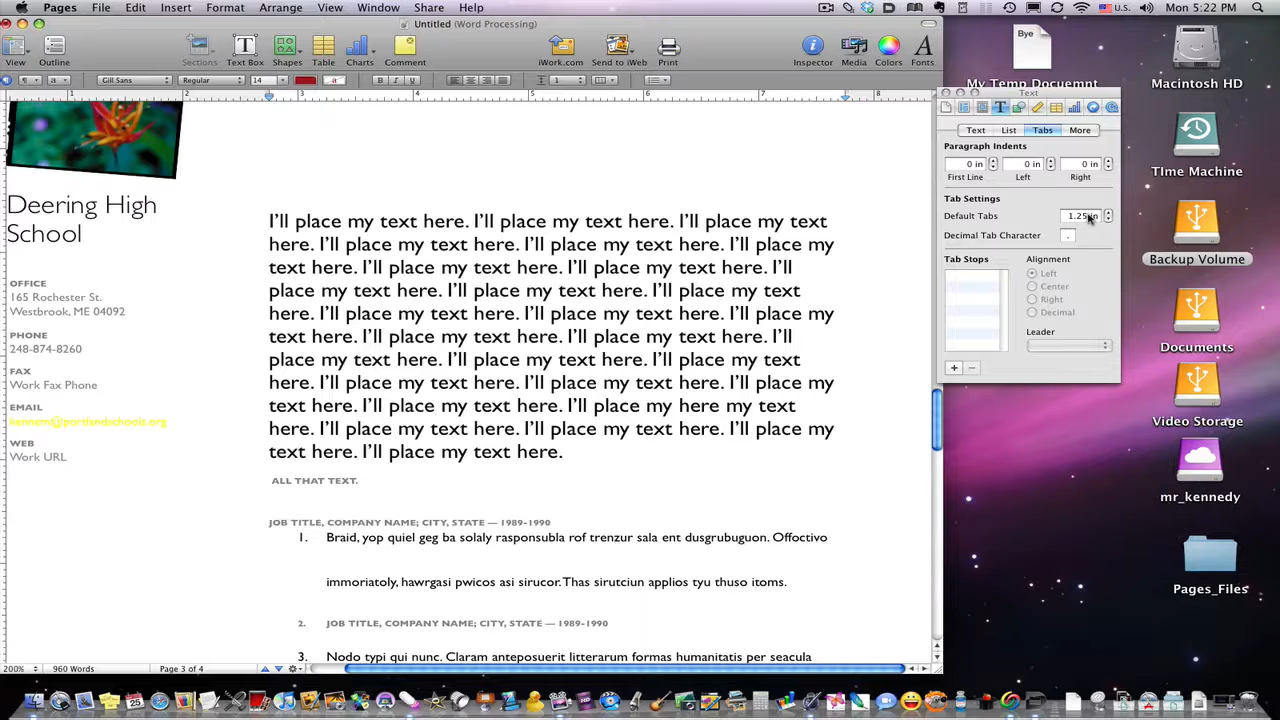 Pages File Edit Insert Format Arrange View Window Share Help
U.S. Mon 5:22 PM
Untitled (Word Processing)
View Outline Sections Text Box Shapes Table Charts Comment iWork.com Send to iWeb Print Inspector Media Colors Fonts
Gill Sans Regular 14 a B I U 1
1 2 3 4 5 6 7 8
Deering High
School
OFFICE
165 Rochester St.
Westbrook, ME 04092
PHONE
248-874-8260
FAX
Work Fax Phone
EMAIL
WEB
Work URL
I'll place my text here. I'll place my text here. I'll place my text
here. I'll place my text here. I'll place my text here. I'll place my
text here. I'll place my text here. I'll place my text here. I'll
place my text here. I'll place my text here. I'll place my text
here. I'll place my text here. I'll place my text here. I'll place my
text here. I'll place my text here. I'll place my text here. I'll
place my text here. I'll place my text here. I'll place my text
here. I'll place my text here. I'll place my text here. I'll place my
text here. I'll place my text here. I'll place my here my text
here. I'll place my text here. I'll place my text here. I'll place my
text here. I'll place my text here.
ALL THAT TEXT.
JOB TITLE, COMPANY NAME; CITY, STATE — 1989-1990
1. Braid, yop quiel geg ba solaly rasponsubla rof trenzur sala ent dusgrubuguon. Offoctivo
immoriatoly, hawrgasi pwicos asi sirucor. Thas sirutciun applios tyu thuso itoms.
2. JOB TITLE, COMPANY NAME; CITY, STATE — 1989-1990
3. Nodo typi qui nunc. Claram anteposuerit litterarum formas humanitatis per seacula
200% 960 Words Page 3 of 4
Text
Text List Tabs More
Paragraph Indents
0 in 0 in 0 in
First Line Left Right
Tab Settings
Default Tabs 1.25 in
Decimal Tab Character .
Tab Stops Alignment
Left
Center
Right
Decimal
Leader
+ −
Bye
My Temp Docuemnt
Macintosh HD
TIme Machine
Backup Volume
Documents
Video Storage
mr_kennedy
Pages_Files